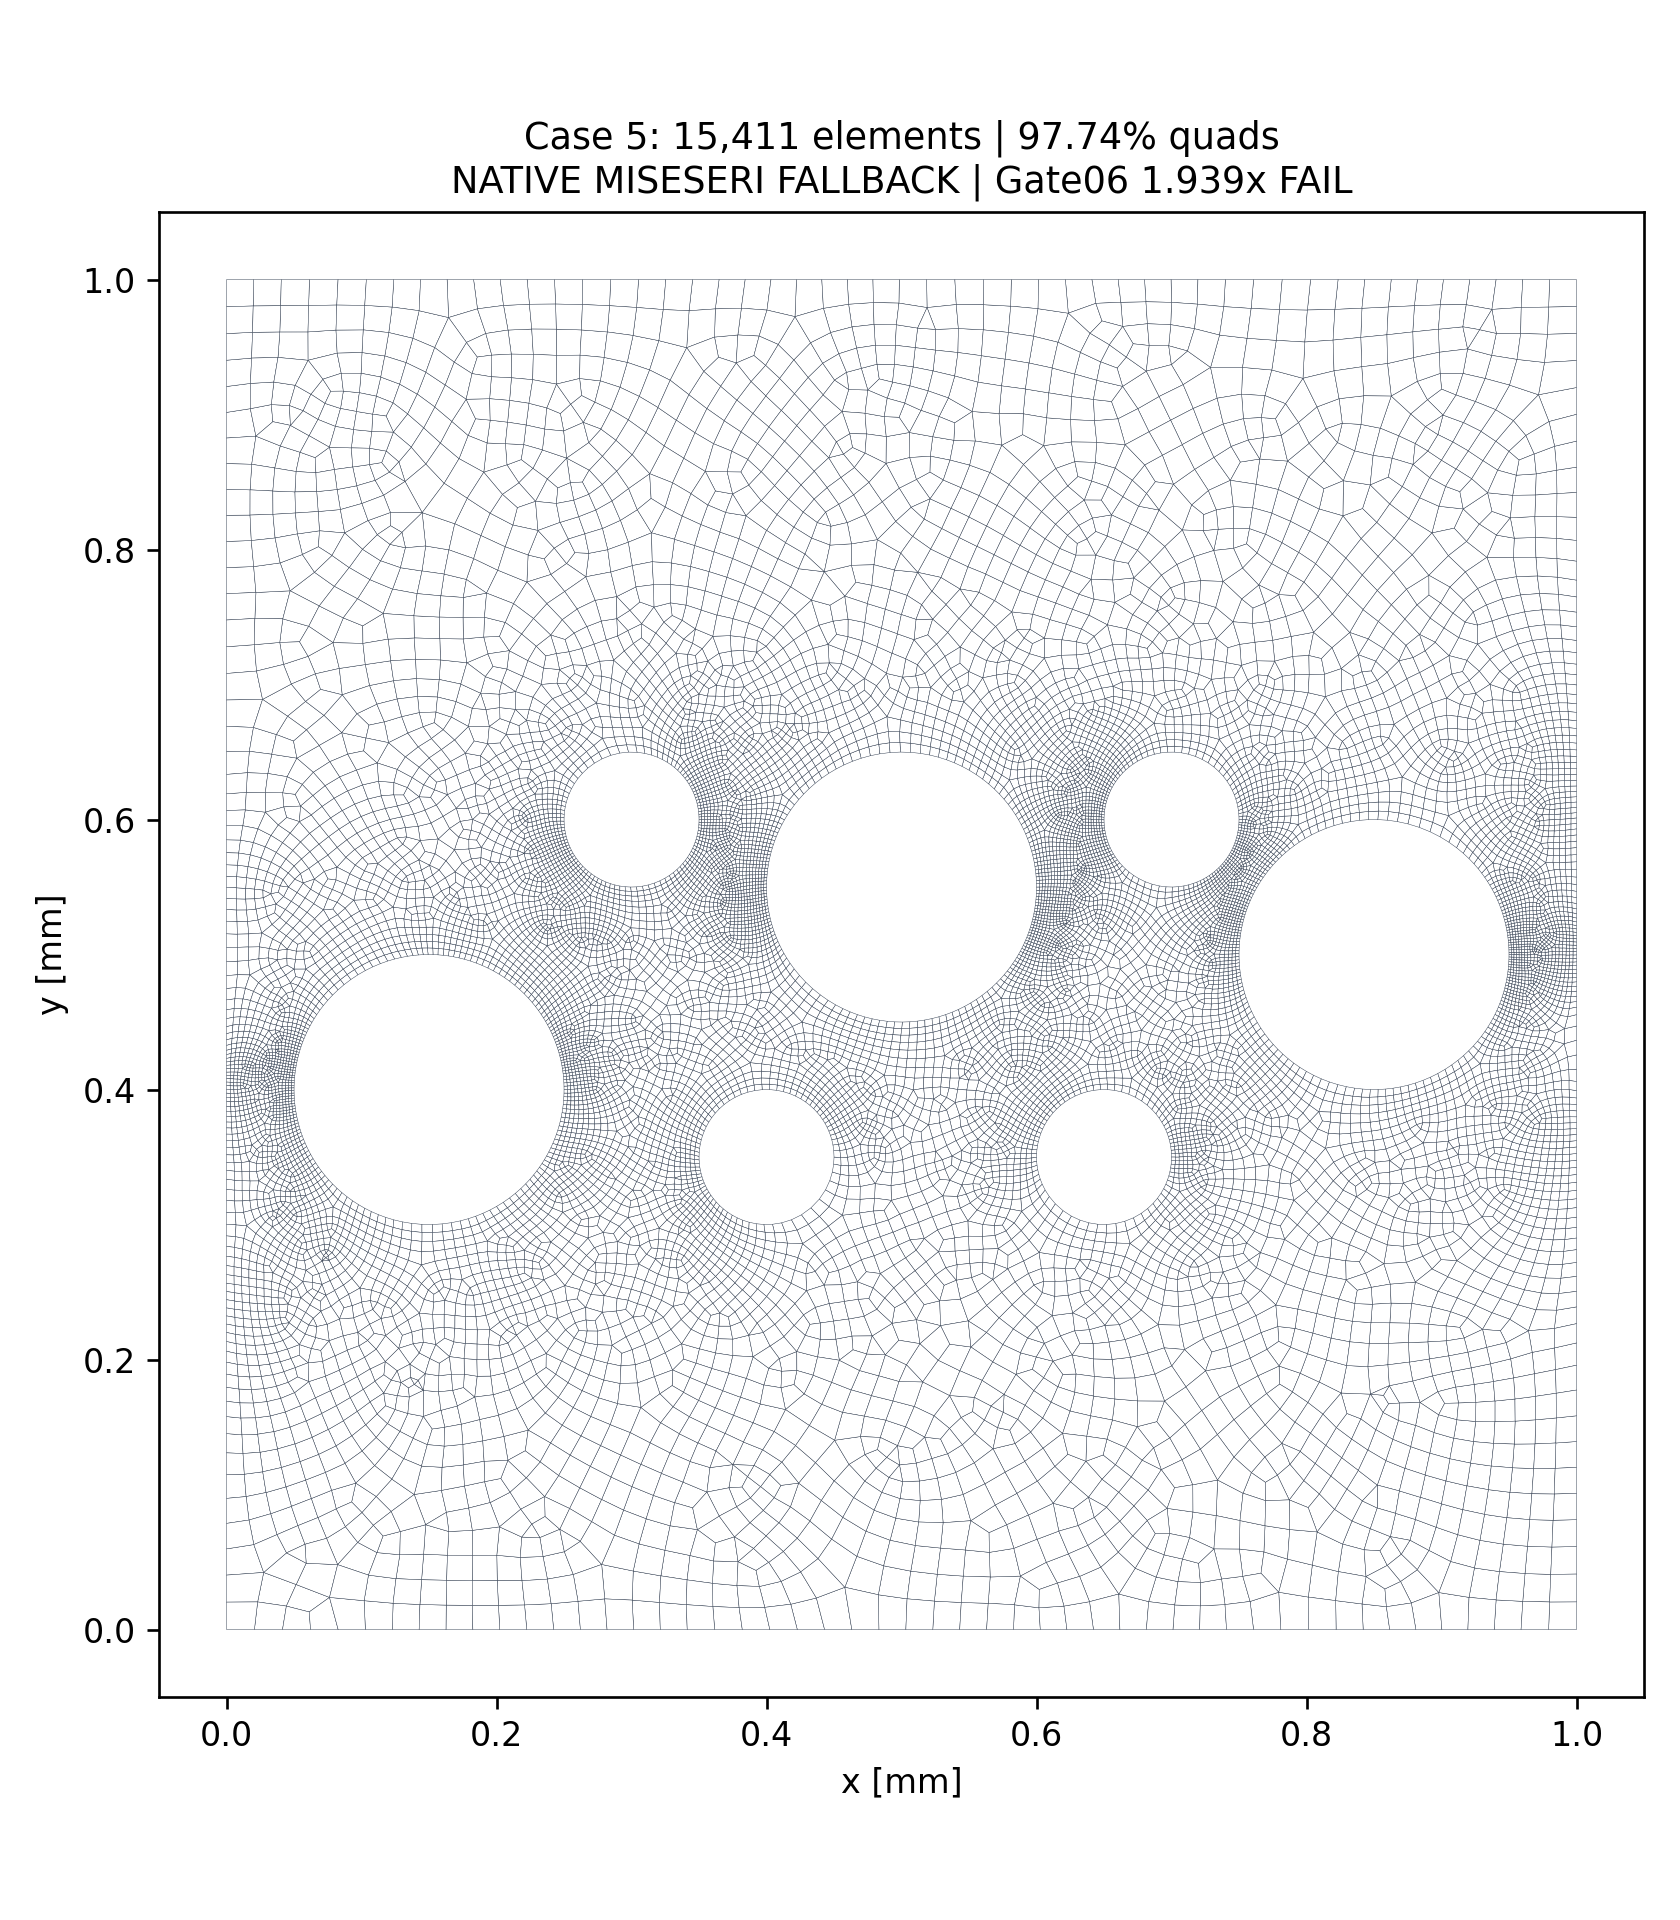 Case 5: 15,411 elements | 97.74% quads
NATIVE MISESERI FALLBACK | Gate06 1.939x FAIL
1.0
0.8
0.6
0.4
0.2
0.0
y [mm]
0.0 0.2 0.4 0.6 0.8 1.0
x [mm]